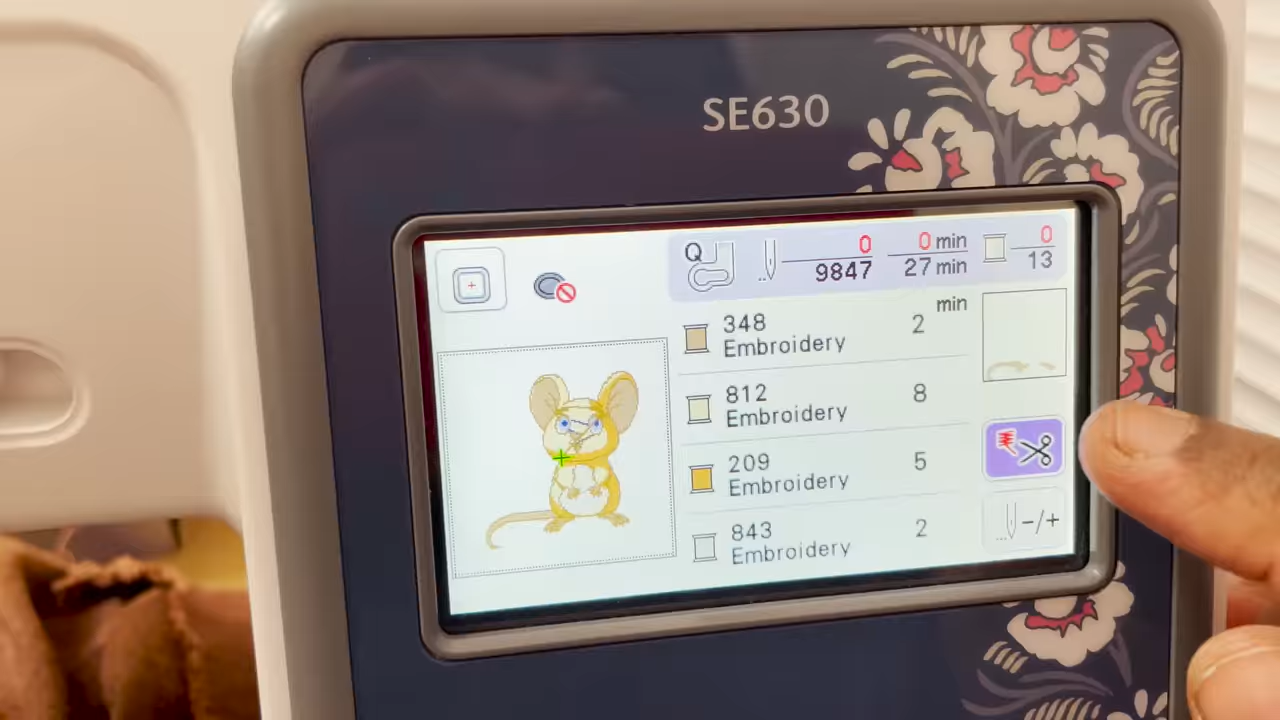 SE630
Q 0 0 min 0
9847 27 min 13
min
348 2
Embroidery
812 8
Embroidery
209 5
Embroidery
843 2
Embroidery
-/+